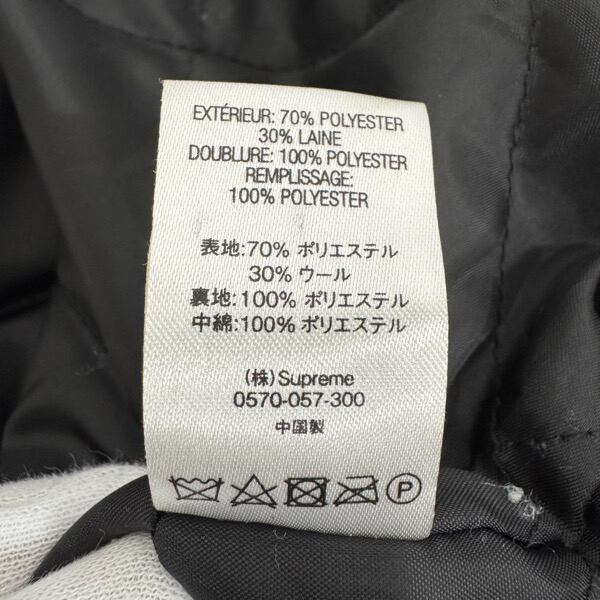 EXTÉRIEUR: 70% POLYESTER
30% LAINE
DOUBLURE: 100% POLYESTER
REMPLISSAGE:
100% POLYESTER
表地:70% ポリエステル
30% ウール
裏地:100% ポリエステル
中綿:100% ポリエステル
(株) Supreme
0570-057-300
中国製
P